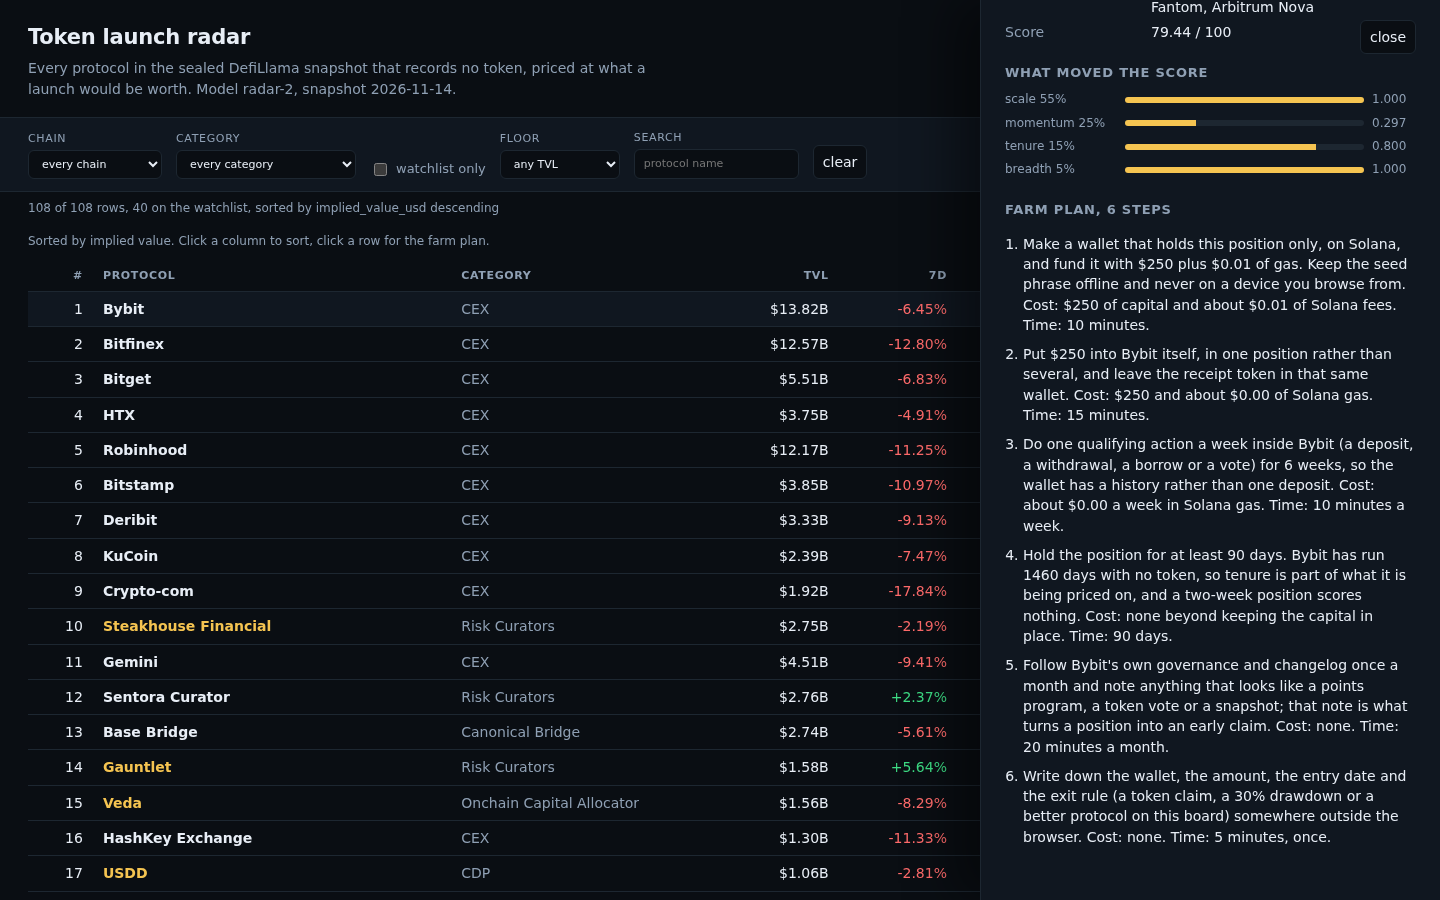 Token launch radar
Every protocol in the sealed DefiLlama snapshot that records no token, priced at what a
launch would be worth. Model radar-2, snapshot 2026-11-14.
CHAIN
every chain
CATEGORY
every category
watchlist only
FLOOR
any TVL
SEARCH
protocol name
clear
108 of 108 rows, 40 on the watchlist, sorted by implied_value_usd descending
Sorted by implied value. Click a column to sort, click a row for the farm plan.
# PROTOCOL CATEGORY TVL 7D
1 Bybit CEX $13.82B -6.45%
2 Bitfinex CEX $12.57B -12.80%
3 Bitget CEX $5.51B -6.83%
4 HTX CEX $3.75B -4.91%
5 Robinhood CEX $12.17B -11.25%
6 Bitstamp CEX $3.85B -10.97%
7 Deribit CEX $3.33B -9.13%
8 KuCoin CEX $2.39B -7.47%
9 Crypto-com CEX $1.92B -17.84%
10 Steakhouse Financial Risk Curators $2.75B -2.19%
11 Gemini CEX $4.51B -9.41%
12 Sentora Curator Risk Curators $2.76B +2.37%
13 Base Bridge Canonical Bridge $2.74B -5.61%
14 Gauntlet Risk Curators $1.58B +5.64%
15 Veda Onchain Capital Allocator $1.56B -8.29%
16 HashKey Exchange CEX $1.30B -11.33%
17 USDD CDP $1.06B -2.81%
Fantom, Arbitrum Nova
Score 79.44 / 100
close
WHAT MOVED THE SCORE
scale 55% 1.000
momentum 25% 0.297
tenure 15% 0.800
breadth 5% 1.000
FARM PLAN, 6 STEPS
1. Make a wallet that holds this position only, on Solana,
and fund it with $250 plus $0.01 of gas. Keep the seed
phrase offline and never on a device you browse from.
Cost: $250 of capital and about $0.01 of Solana fees.
Time: 10 minutes.
2. Put $250 into Bybit itself, in one position rather than
several, and leave the receipt token in that same
wallet. Cost: $250 and about $0.00 of Solana gas.
Time: 15 minutes.
3. Do one qualifying action a week inside Bybit (a deposit,
a withdrawal, a borrow or a vote) for 6 weeks, so the
wallet has a history rather than one deposit. Cost:
about $0.00 a week in Solana gas. Time: 10 minutes a
week.
4. Hold the position for at least 90 days. Bybit has run
1460 days with no token, so tenure is part of what it is
being priced on, and a two-week position scores
nothing. Cost: none beyond keeping the capital in
place. Time: 90 days.
5. Follow Bybit's own governance and changelog once a
month and note anything that looks like a points
program, a token vote or a snapshot; that note is what
turns a position into an early claim. Cost: none. Time:
20 minutes a month.
6. Write down the wallet, the amount, the entry date and
the exit rule (a token claim, a 30% drawdown or a
better protocol on this board) somewhere outside the
browser. Cost: none. Time: 5 minutes, once.